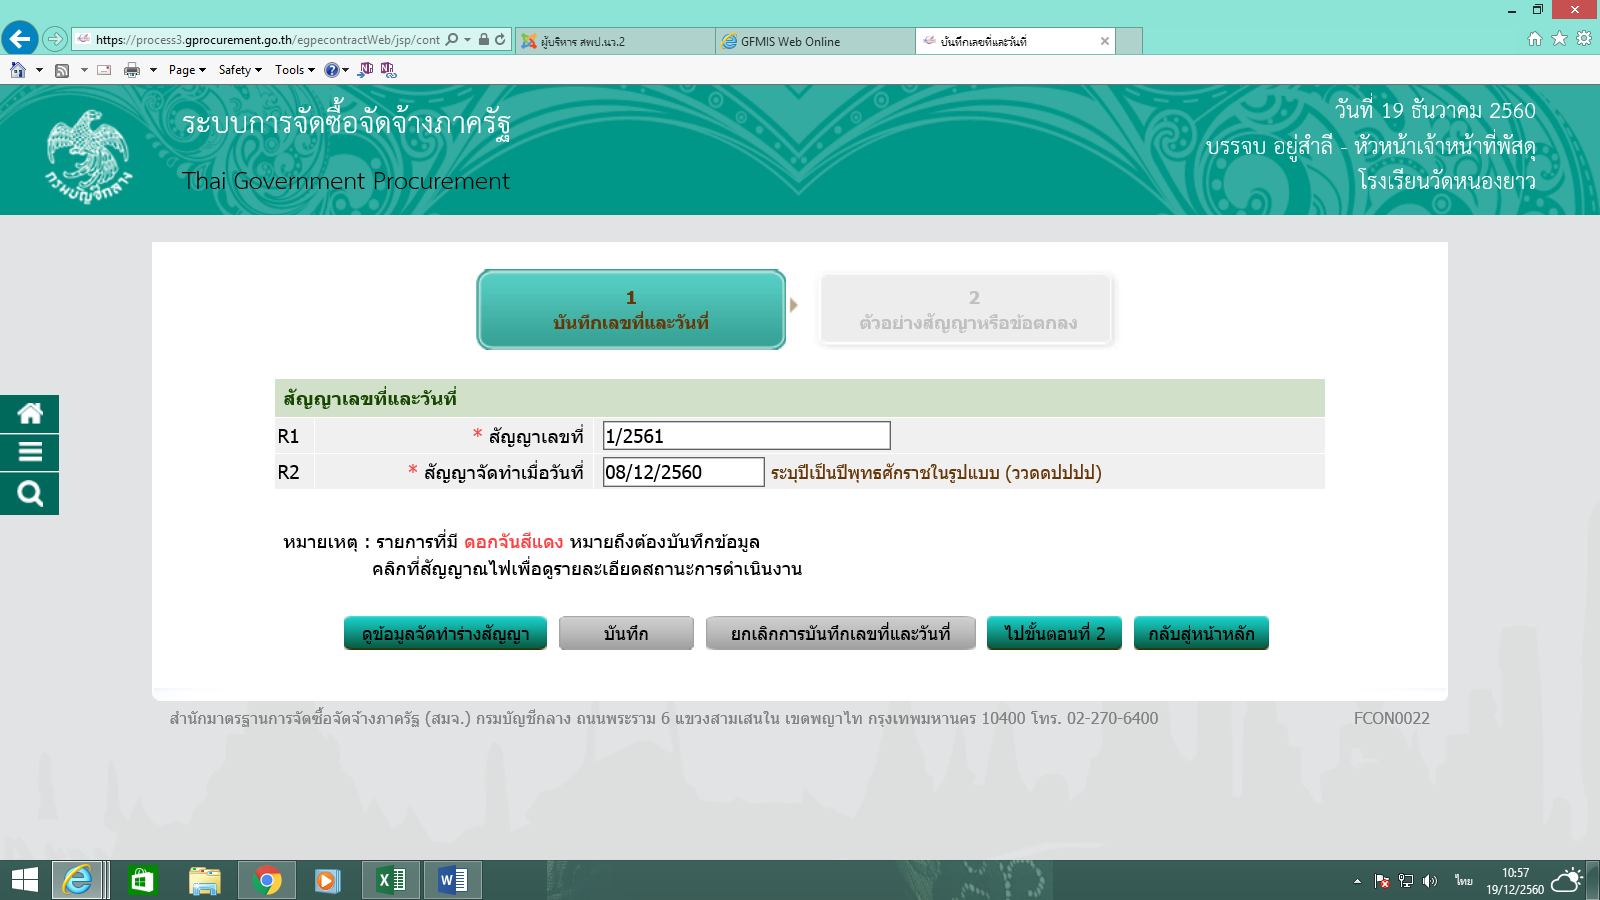 https://process3.gprocurement.go.th/egpecontractWeb/jsp/cont
ผู้บริหาร สพป.นว.2
GFMIS Web Online
บันทึกเลขที่และวันที่
Page
Safety
Tools
ระบบการจัดซื้อจัดจ้างภาครัฐ
Thai Government Procurement
กรมบัญชีกลาง
วันที่ 19 ธันวาคม 2560
บรรจบ อยู่สำลี - หัวหน้าเจ้าหน้าที่พัสดุ
โรงเรียนวัดหนองยาว
1
บันทึกเลขที่และวันที่
2
ตัวอย่างสัญญาหรือข้อตกลง
สัญญาเลขที่และวันที่
R1 * สัญญาเลขที่ 1/2561
R2 * สัญญาจัดทำเมื่อวันที่ 08/12/2560 ระบุปีเป็นปีพุทธศักราชในรูปแบบ (ววดดปปปป)
หมายเหตุ : รายการที่มี ดอกจันสีแดง หมายถึงต้องบันทึกข้อมูล
คลิกที่สัญญาณไฟเพื่อดูรายละเอียดสถานะการดำเนินงาน
ดูข้อมูลจัดทำร่างสัญญา
บันทึก
ยกเลิกการบันทึกเลขที่และวันที่
ไปขั้นตอนที่ 2
กลับสู่หน้าหลัก
สำนักมาตรฐานการจัดซื้อจัดจ้างภาครัฐ (สมจ.) กรมบัญชีกลาง ถนนพระราม 6 แขวงสามเสนใน เขตพญาไท กรุงเทพมหานคร 10400 โทร. 02-270-6400
FCON0022
ไทย
10:57
19/12/2560